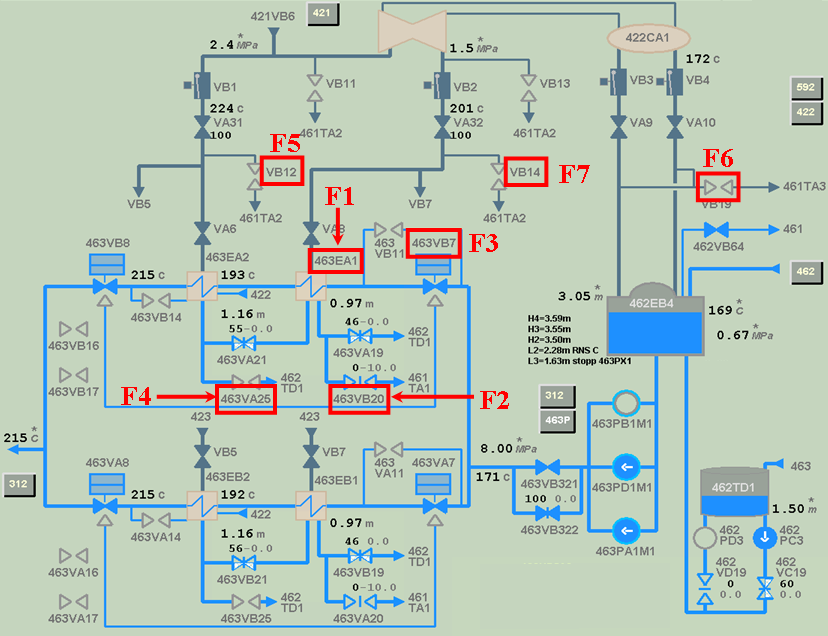 421VB6
421
2.4 * MPa
1.5 * MPa
422CA1
172 C
VB1
VB11
VB2
VB13
VB3
VB4
592
422
224 C
VA31
100
461TA2
201 C
VA32
100
461TA2
VA9
VA10
F5
VB12
VB14
F7
F6
VB19
461TA3
VB5
461TA2
F1
VB7
461TA2
VA6
VA8
F3
463VB8
463EA2
463EA1
463
VB11
463VB7
462VB64
461
462
215 C
193 C
422
463VB14
0.97 m
3.05 * m
462EB4
169 * C
0.67 * MPa
1.16 m
55-0.0
463VA21
46-0.0
463VA19
462
TD1
H4=3.59m
H3=3.55m
H2=3.50m
L2=2.28m RNS C
L3=1.63m stopp 463PX1
463VB16
463VB17
0-10.0
462
TD1
461
TA1
F4
463VA25
463VB20
F2
312
463P
423
423
463PB1M1
215 * C
VB5
VB7
463
VA11
8.00 * MPa
171 C
463VA8
463EB2
463EB1
463VA7
463VB321
463PD1M1
463
312
215 C
192 C
422
463VA14
100 0.0
463VB322
462TD1
1.50 * m
0.97 m
1.16 m
56-0.0
463VB21
46 0.0
463VB19
462
TD1
463PA1M1
462
PD3
462
PC3
463VA16
463VA17
0-10.0
463VB25
462
TD1
463VA20
461
TA1
462
VD19
0
0.0
462
VC19
60
0.0